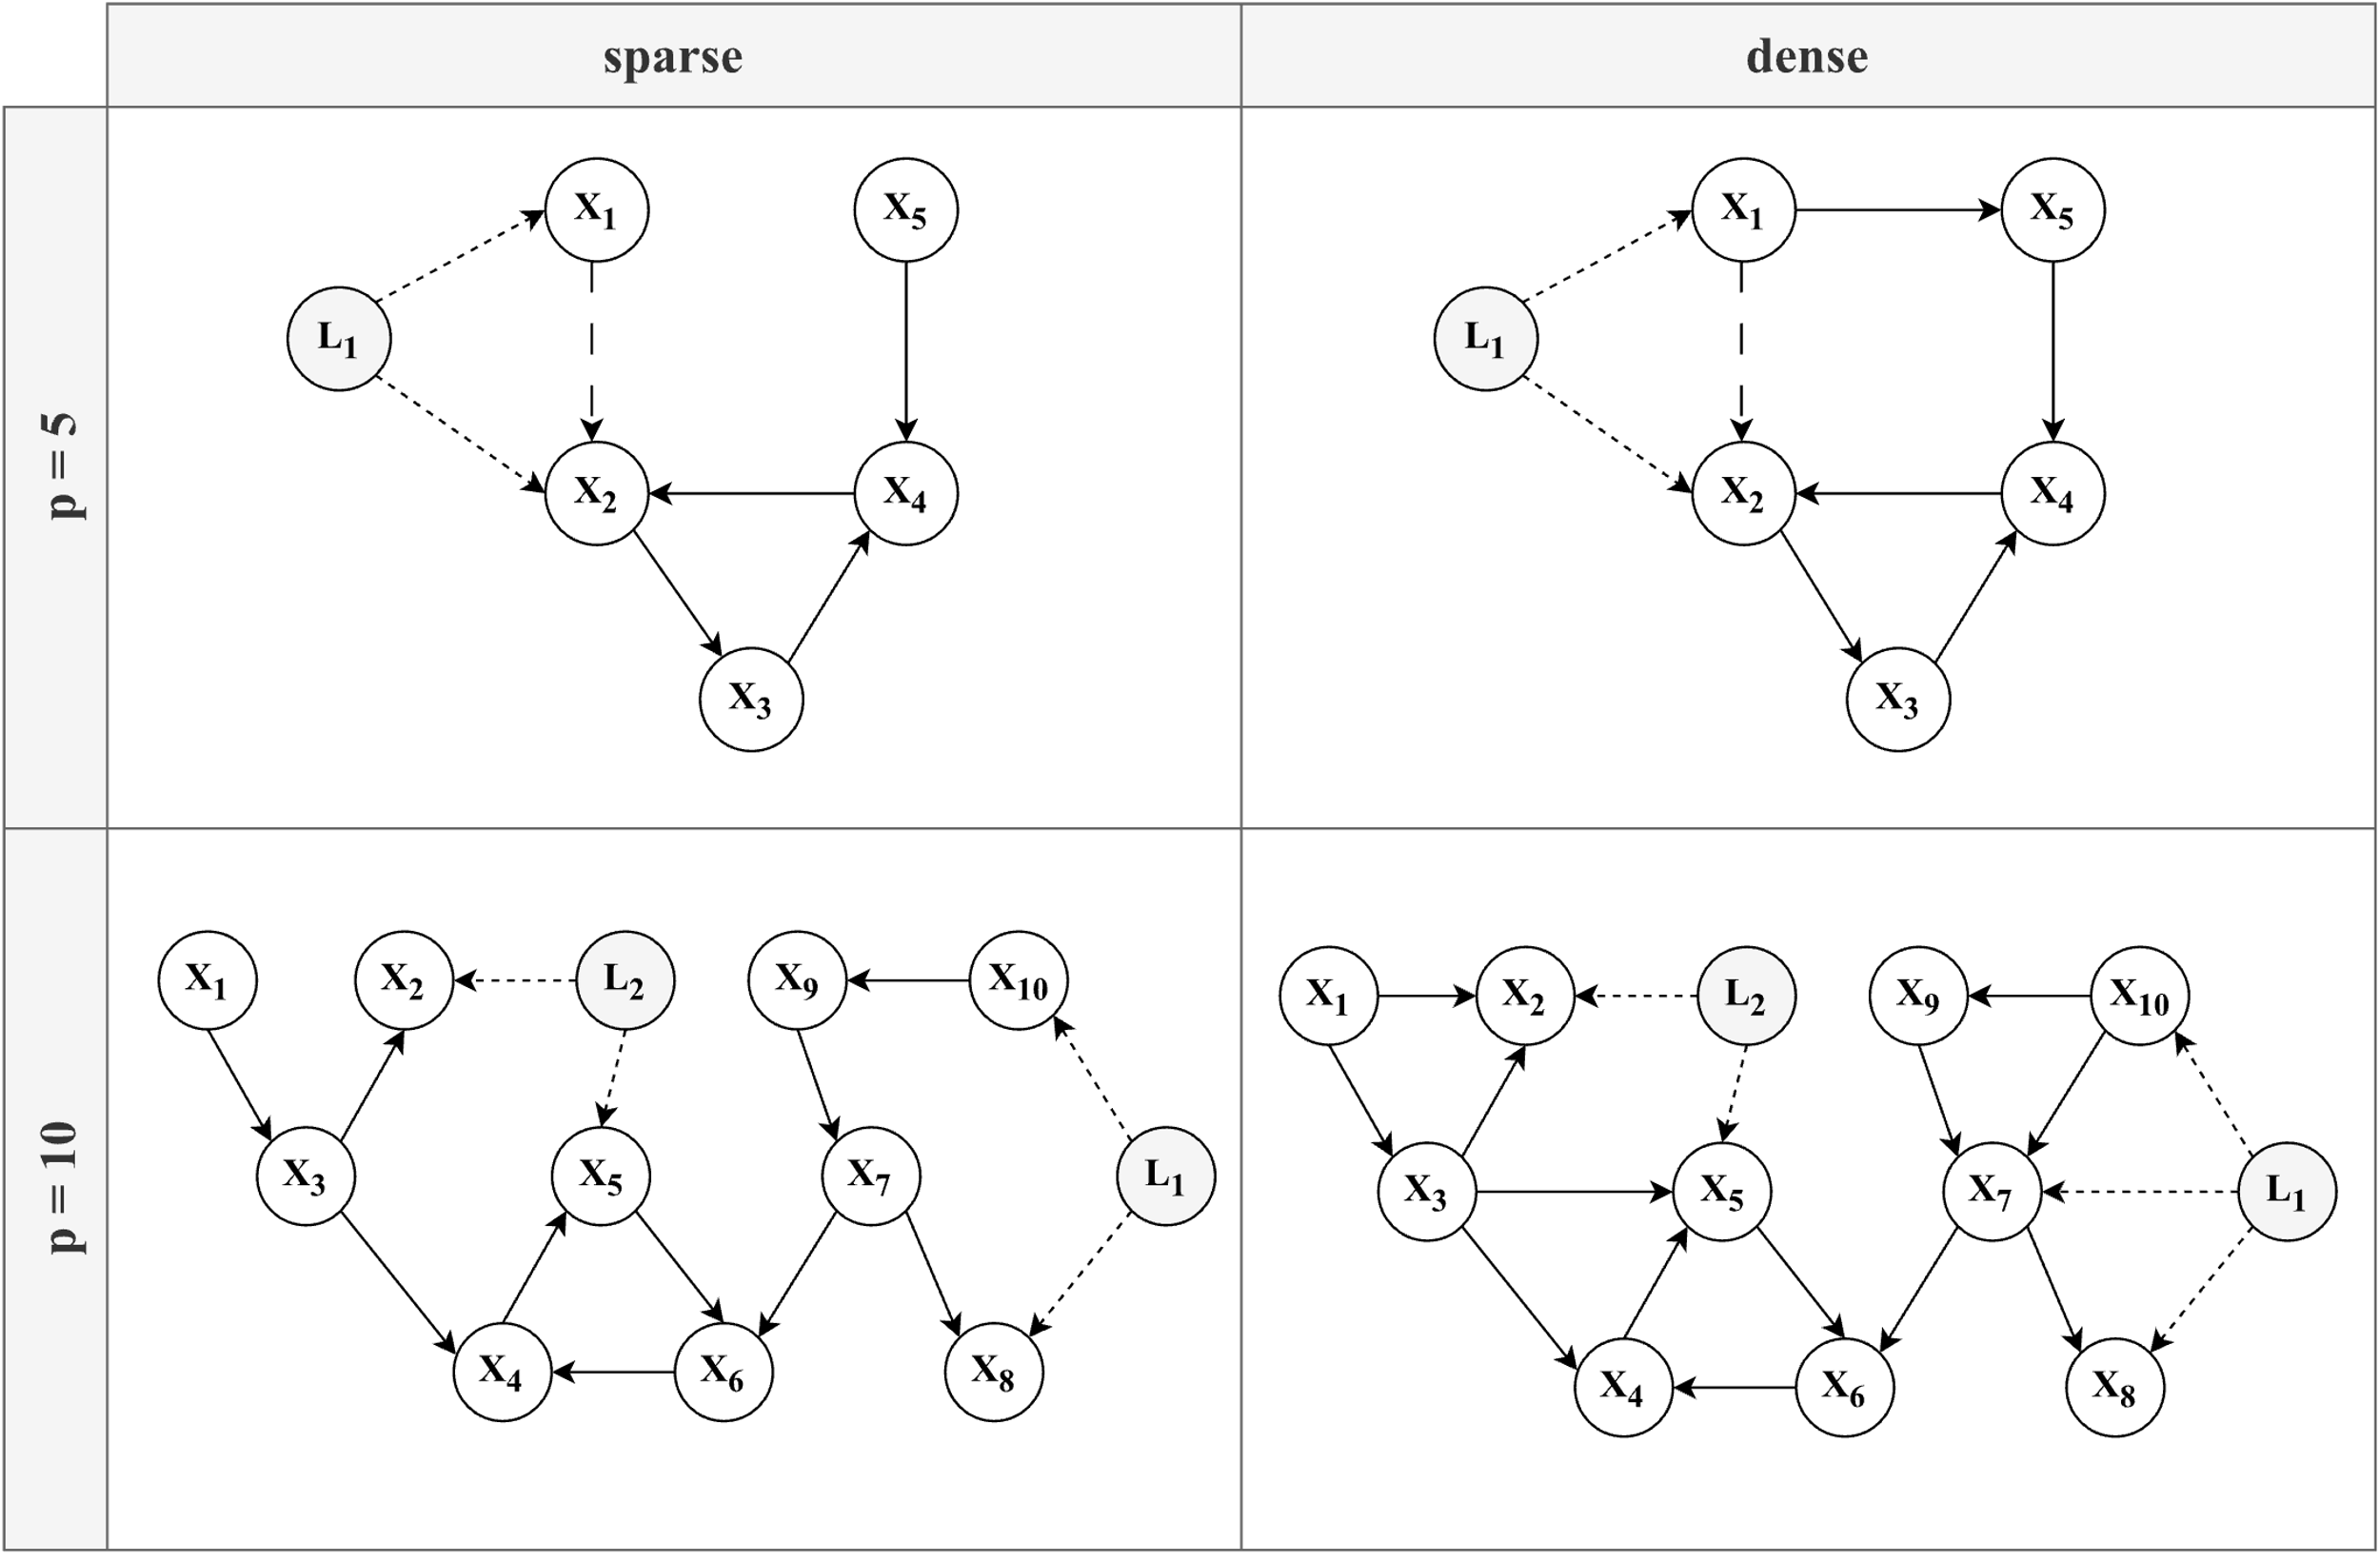 sparse
dense
p = 5
X1
X5
L1
X2
X4
X3
X1
X5
L1
X2
X4
X3
p = 10
X1
X2
L2
X9
X10
X3
X5
X7
L1
X4
X6
X8
X1
X2
L2
X9
X10
X3
X5
X7
L1
X4
X6
X8